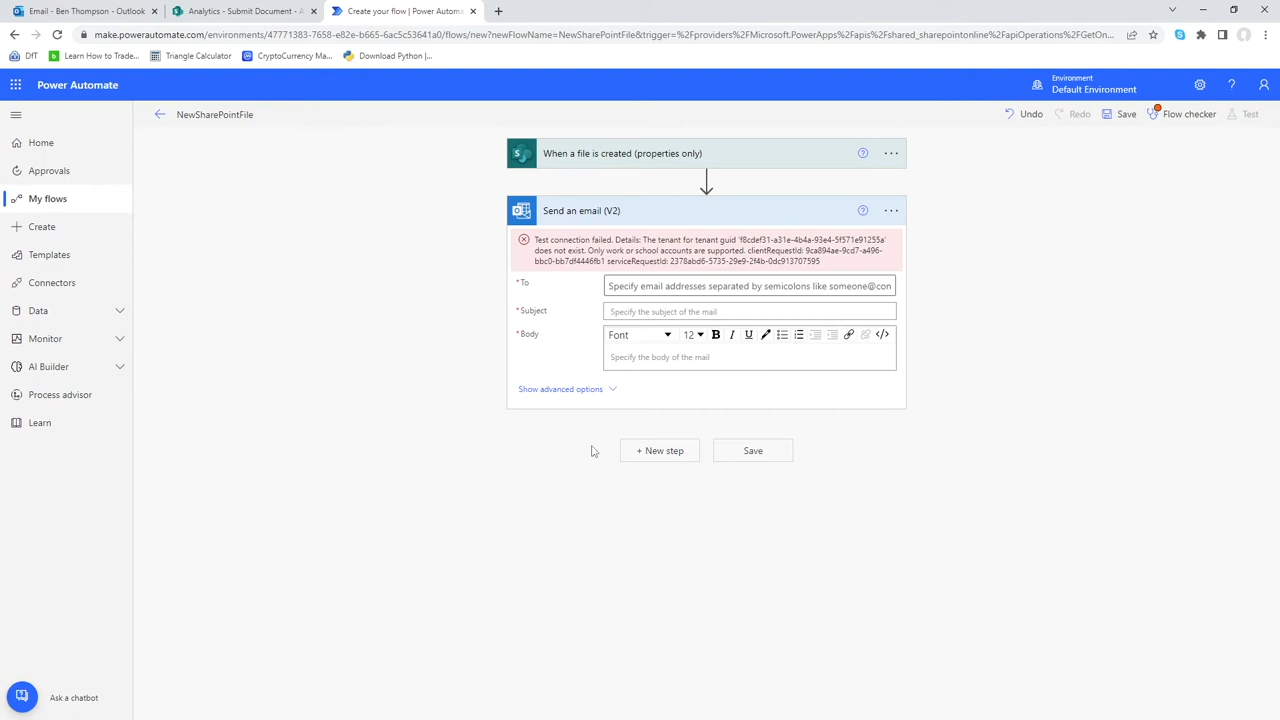 Email - Ben Thompson - Outlook
Analytics - Submit Document - A
Create your flow | Power Automa
make.powerautomate.com/environments/47771383-7658-e82e-b665-6ac5c53641a0/flows/new?newFlowName=NewSharePointFile&trigger=%2Fproviders%2FMicrosoft.PowerApps%2Fapis%2Fshared_sharepointonline%2FapiOperations%2FGetOn...
DfT
Learn How to Trade...
Triangle Calculator
CryptoCurrency Ma...
Python
Download Python |...
Power Automate
Environment
Default Environment
NewSharePointFile
Undo
Redo
Save
Flow checker
Test
Home
Approvals
My flows
Create
Templates
Connectors
Data
Monitor
AI Builder
Process advisor
Learn
When a file is created (properties only)
Send an email (V2)
Test connection failed. Details: The tenant for tenant guid 'f8cdef31-a31e-4b4a-93e4-5f571e91255a'
does not exist. Only work or school accounts are supported. clientRequestId: 9ca894ae-9cd7-a496-
bbc0-bb7df4446fb1 serviceRequestId: 2378abd6-5735-29e9-2f4b-0dc913707595
* To
Specify email addresses separated by semicolons like someone@con
* Subject
Specify the subject of the mail
* Body
Font
12
B
I
U
</>
Specify the body of the mail
Show advanced options
+ New step
Save
Ask a chatbot